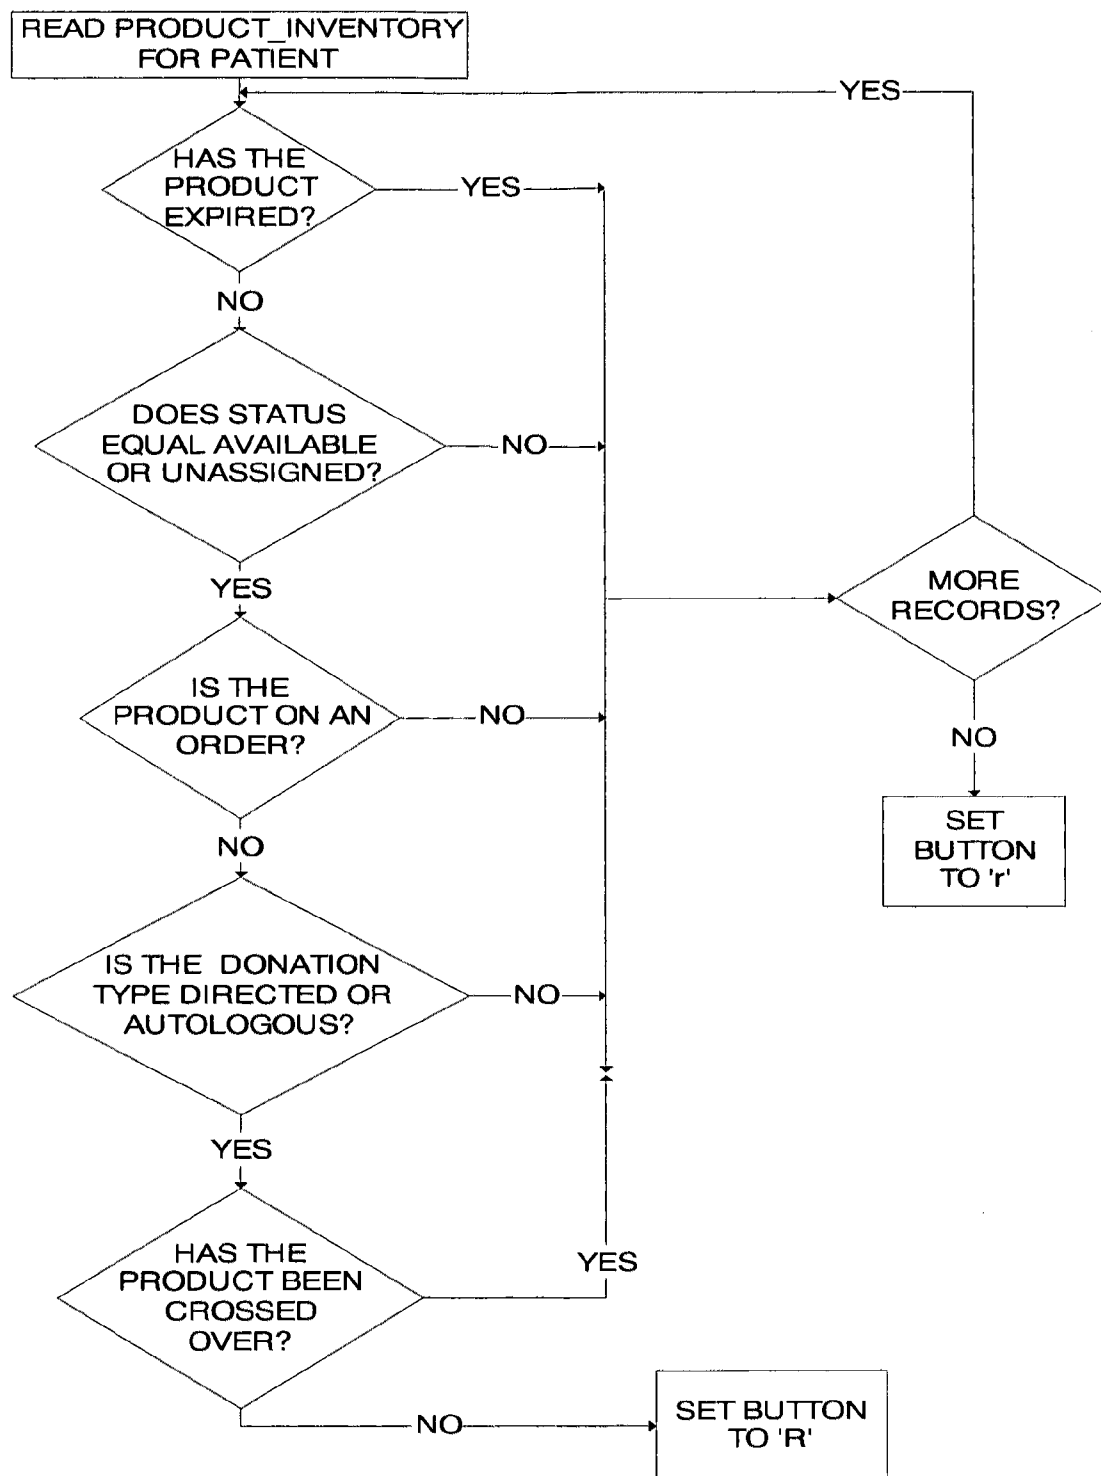 READ PRODUCT_INVENTORY
FOR PATIENT
YES
HAS THE
PRODUCT
EXPIRED?
YES
NO
DOES STATUS
EQUAL AVAILABLE
OR UNASSIGNED?
NO
YES
MORE
RECORDS?
IS THE
PRODUCT ON AN
ORDER?
NO
NO
SET
BUTTON
TO 'r'
NO
IS THE DONATION
TYPE DIRECTED OR
AUTOLOGOUS?
NO
YES
HAS THE
PRODUCT BEEN
CROSSED
OVER?
YES
NO
SET BUTTON
TO 'R'